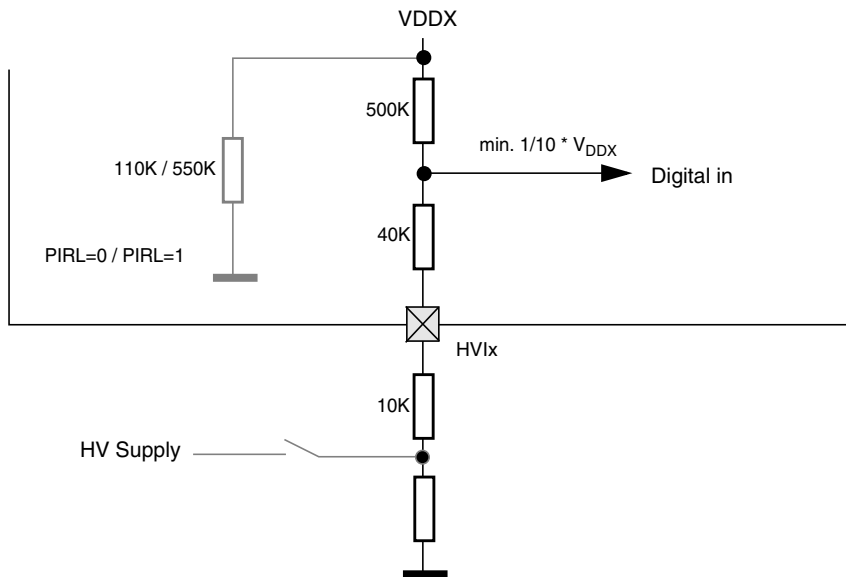 VDDX
500K
min. 1/10 * VDDX
110K / 550K
Digital in
40K
PIRL=0 / PIRL=1
HVIx
10K
HV Supply